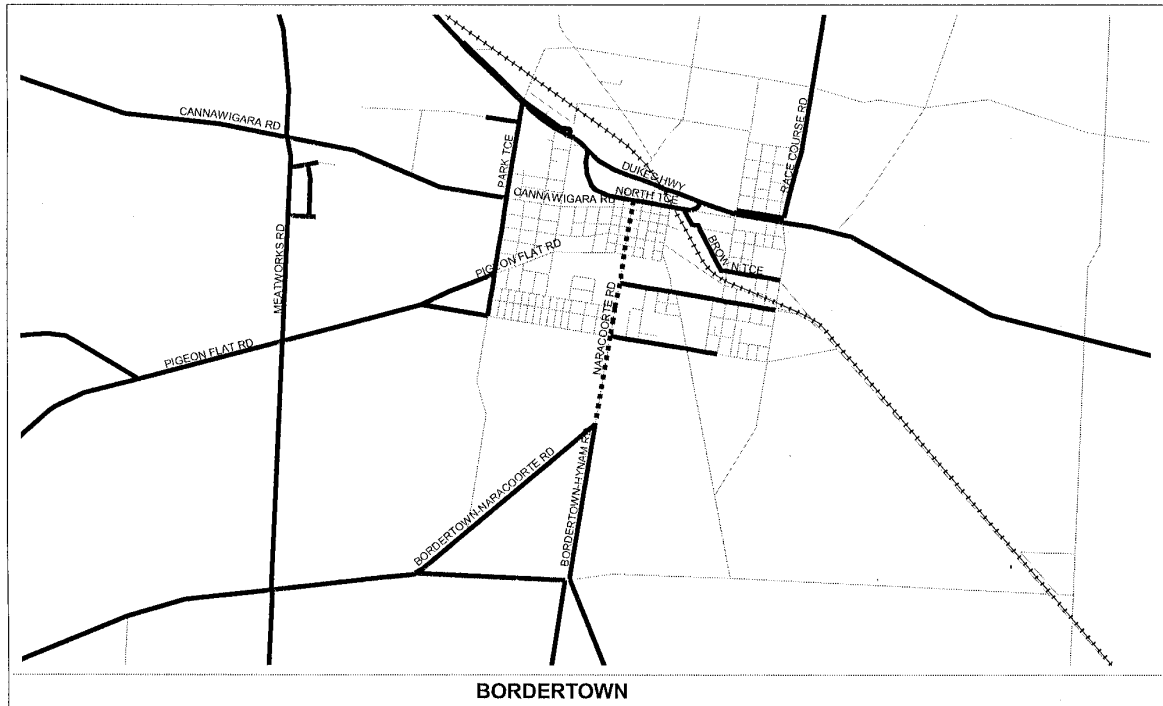 CANNAWIGARA RD
RACE COURSE RD
PARK TCE
DUKES HWY
CANNAWIGARA RD
NORTH TCE
MEATWORKS RD
PIGEON FLAT RD
BROWN TCE
NARACOORTE RD
PIGEON FLAT RD
BORDERTOWN-NARACOORTE RD
BORDERTOWN-HYNAM RD
BORDERTOWN